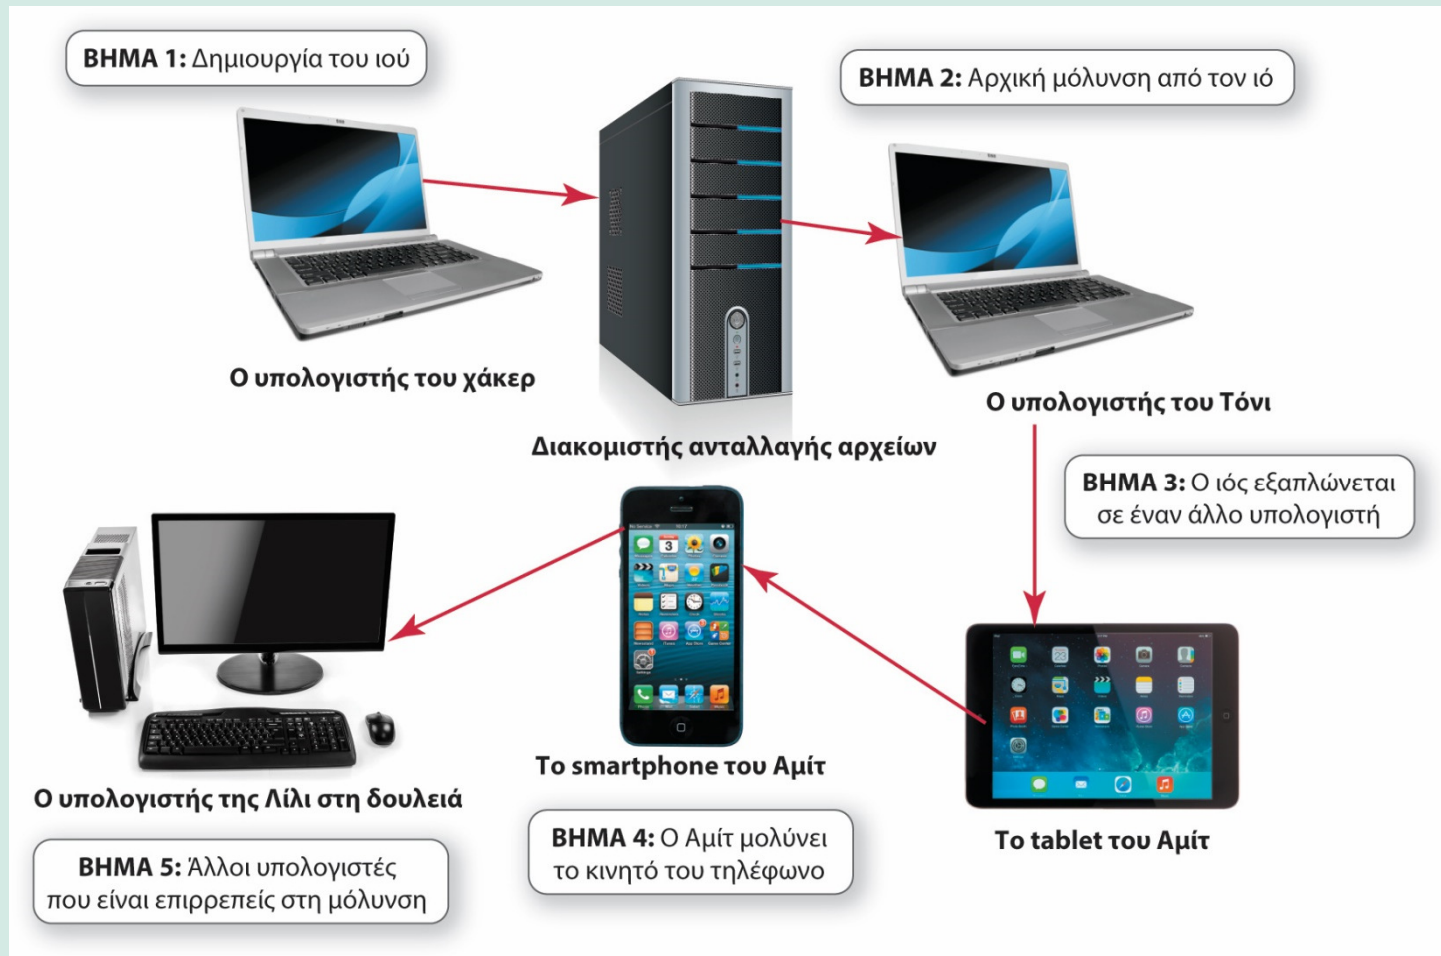 ΒΗΜΑ 1: Δημιουργία του ιού
ΒΗΜΑ 2: Αρχική μόλυνση από τον ιό
Ο υπολογιστής του χάκερ
Ο υπολογιστής του Τόνι
Διακομιστής ανταλλαγής αρχείων
ΒΗΜΑ 3: Ο ιός εξαπλώνεται
σε έναν άλλο υπολογιστή
Το smartphone του Αμίτ
Ο υπολογιστής της Λίλι στη δουλειά
Το tablet του Αμίτ
ΒΗΜΑ 4: Ο Αμίτ μολύνει
το κινητό του τηλέφωνο
ΒΗΜΑ 5: Άλλοι υπολογιστές
που είναι επιρρεπείς στη μόλυνση